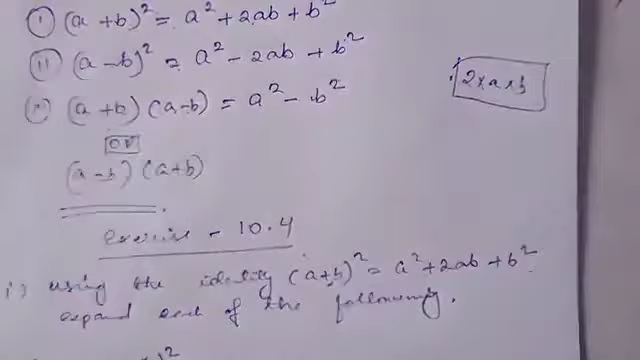 i) (a + b)² = a² + 2ab + b²
ii) (a - b)² = a² - 2ab + b²
2 x a x b
(a + b) (a - b) = a² - b²
or
(a - b) (a + b)
exercise - 10.4
i) using the identity (a+b)² = a² + 2ab + b²
expand each of the following.